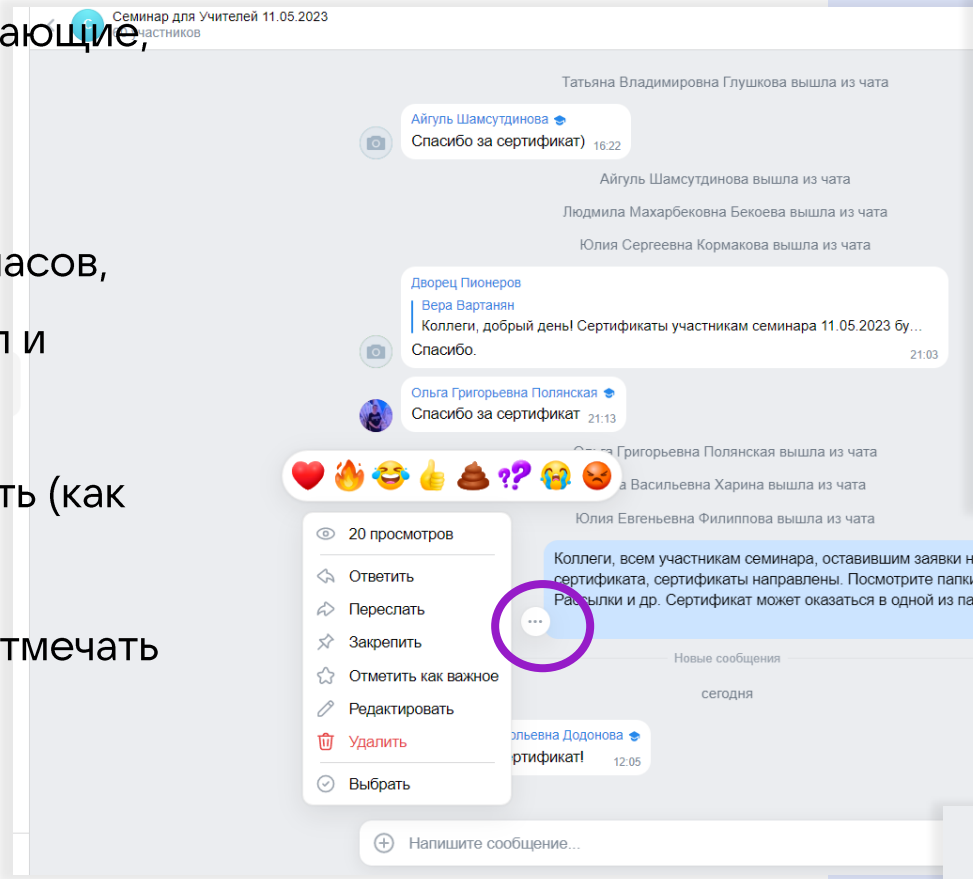 Семинар для Учителей 11.05.2023
участников
ающие,
Татьяна Владимировна Глушкова вышла из чата
Айгуль Шамсутдинова
Спасибо за сертификат) 16:22
Айгуль Шамсутдинова вышла из чата
Людмила Махарбековна Бекоева вышла из чата
Юлия Сергеевна Кормакова вышла из чата
асов,
Дворец Пионеров
Вера Вартанян
Коллеги, добрый день! Сертификаты участникам семинара 11.05.2023 бу...
и
Спасибо.
21:03
Ольга Григорьевна Полянская
Спасибо за сертификат 21:13
Ольга Григорьевна Полянская вышла из чата
а Васильевна Харина вышла из чата
ть (как
Юлия Евгеньевна Филиппова вышла из чата
20 просмотров
Ответить
Переслать
Закрепить
Отметить как важное
Редактировать
Удалить
Выбрать
Коллеги, всем участникам семинара, оставившим заявки н
сертификата, сертификаты направлены. Посмотрите папки
Рассылки и др. Сертификат может оказаться в одной из па
тмечать
Новые сообщения
сегодня
ольевна Додонова
ртификат! 12:05
Напишите сообщение...